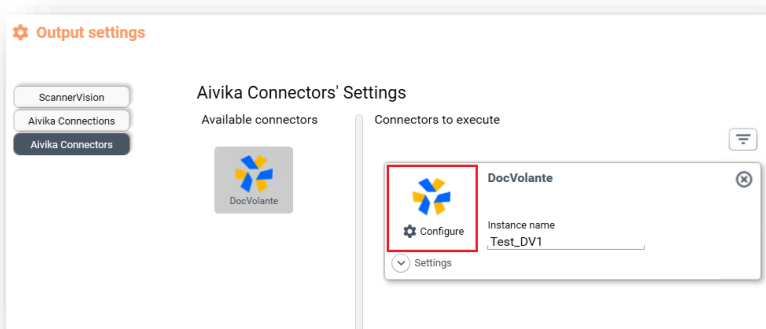 Output settings
ScannerVision
Aivika Connections
Aivika Connectors
Aivika Connectors' Settings
Available connectors
DocVolante
Connectors to execute
DocVolante
Configure
Instance name
Test_DV1
Settings